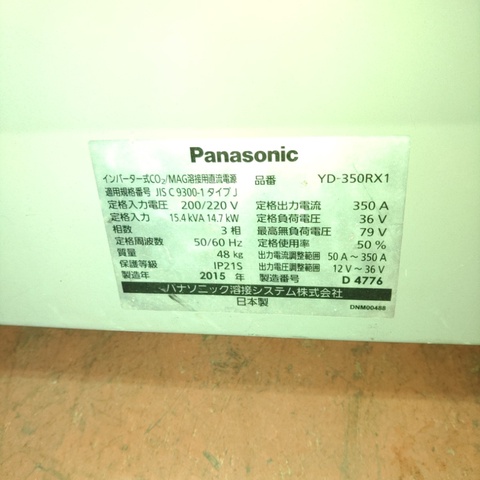 Panasonic
インバーター式CO₂/MAG溶接用直流電源 品番 YD-350RX1
適用規格番号 JIS C 9300-1 タイプJ
定格入力電圧 200/220 V 定格出力電流 350 A
定格入力 15.4 kVA 14.7 kW 定格負荷電圧 36 V
相数 3 相 最高無負荷電圧 79 V
定格周波数 50/60 Hz 定格使用率 50 %
質量 48 kg 出力電流調整範囲 50 A～350 A
保護等級 IP21S 出力電圧調整範囲 12 V～36 V
製造年 2015 年 製造番号 D 4776
パナソニック溶接システム株式会社
日本製
DNM00488